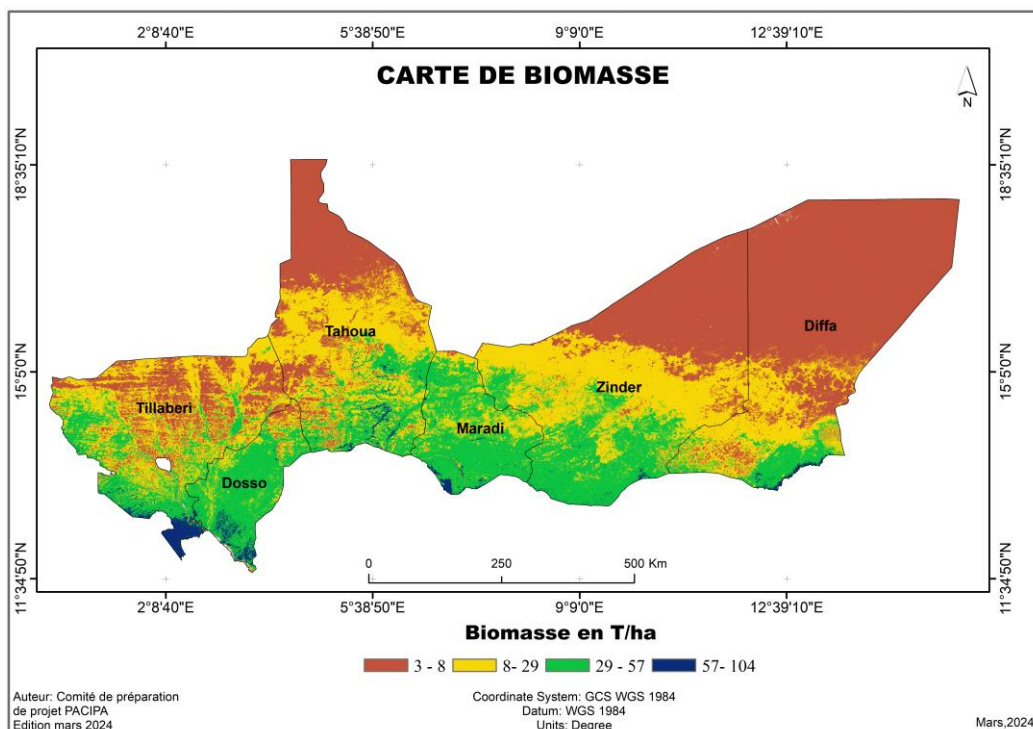 2°8'40"E 5°38'50"E 9°9'0"E 12°39'10"E
CARTE DE BIOMASSE
N
18°35'10"N 18°35'10"N
Diffa
Tahoua
15°5'0"N 15°5'0"N
Zinder
Tillaberi
Maradi
Dosso
0 250 500 Km
11°34'50"N 11°34'50"N
2°8'40"E 5°38'50"E 9°9'0"E 12°39'10"E
Biomasse en T/ha
3 - 8 8- 29 29 - 57 57- 104
Auteur: Comité de préparation
de projet PACIPA
Edition mars 2024
Coordinate System: GCS WGS 1984
Datum: WGS 1984
Units: Degree
Mars,2024